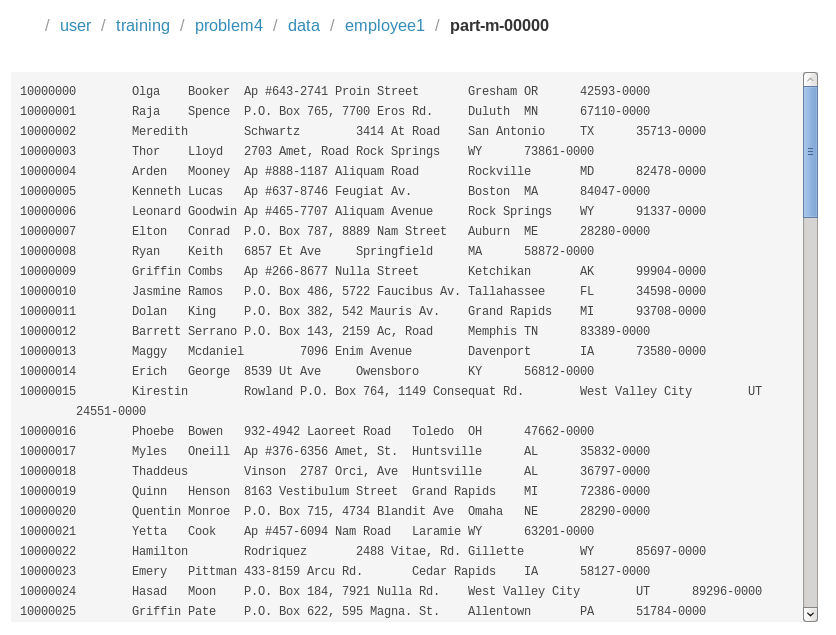 / user / training / problem4 / data / employee1 / part-m-00000
10000000 Olga Booker Ap #643-2741 Proin Street Gresham OR 42593-0000
10000001 Raja Spence P.O. Box 765, 7700 Eros Rd. Duluth MN 67110-0000
10000002 Meredith Schwartz 3414 At Road San Antonio TX 35713-0000
10000003 Thor Lloyd 2703 Amet, Road Rock Springs WY 73861-0000
10000004 Arden Mooney Ap #888-1187 Aliquam Road Rockville MD 82478-0000
10000005 Kenneth Lucas Ap #637-8746 Feugiat Av. Boston MA 84047-0000
10000006 Leonard Goodwin Ap #465-7707 Aliquam Avenue Rock Springs WY 91337-0000
10000007 Elton Conrad P.O. Box 787, 8889 Nam Street Auburn ME 28280-0000
10000008 Ryan Keith 6857 Et Ave Springfield MA 58872-0000
10000009 Griffin Combs Ap #266-8677 Nulla Street Ketchikan AK 99904-0000
10000010 Jasmine Ramos P.O. Box 486, 5722 Faucibus Av. Tallahassee FL 34598-0000
10000011 Dolan King P.O. Box 382, 542 Mauris Av. Grand Rapids MI 93708-0000
10000012 Barrett Serrano P.O. Box 143, 2159 Ac, Road Memphis TN 83389-0000
10000013 Maggy Mcdaniel 7096 Enim Avenue Davenport IA 73580-0000
10000014 Erich George 8539 Ut Ave Owensboro KY 56812-0000
10000015 Kirestin Rowland P.O. Box 764, 1149 Consequat Rd. West Valley City UT
24551-0000
10000016 Phoebe Bowen 932-4942 Laoreet Road Toledo OH 47662-0000
10000017 Myles Oneill Ap #376-6356 Amet, St. Huntsville AL 35832-0000
10000018 Thaddeus Vinson 2787 Orci, Ave Huntsville AL 36797-0000
10000019 Quinn Henson 8163 Vestibulum Street Grand Rapids MI 72386-0000
10000020 Quentin Monroe P.O. Box 715, 4734 Blandit Ave Omaha NE 28290-0000
10000021 Yetta Cook Ap #457-6094 Nam Road Laramie WY 63201-0000
10000022 Hamilton Rodriquez 2488 Vitae, Rd. Gillette WY 85697-0000
10000023 Emery Pittman 433-8159 Arcu Rd. Cedar Rapids IA 58127-0000
10000024 Hasad Moon P.O. Box 184, 7921 Nulla Rd. West Valley City UT 89296-0000
10000025 Griffin Pate P.O. Box 622, 595 Magna. St. Allentown PA 51784-0000